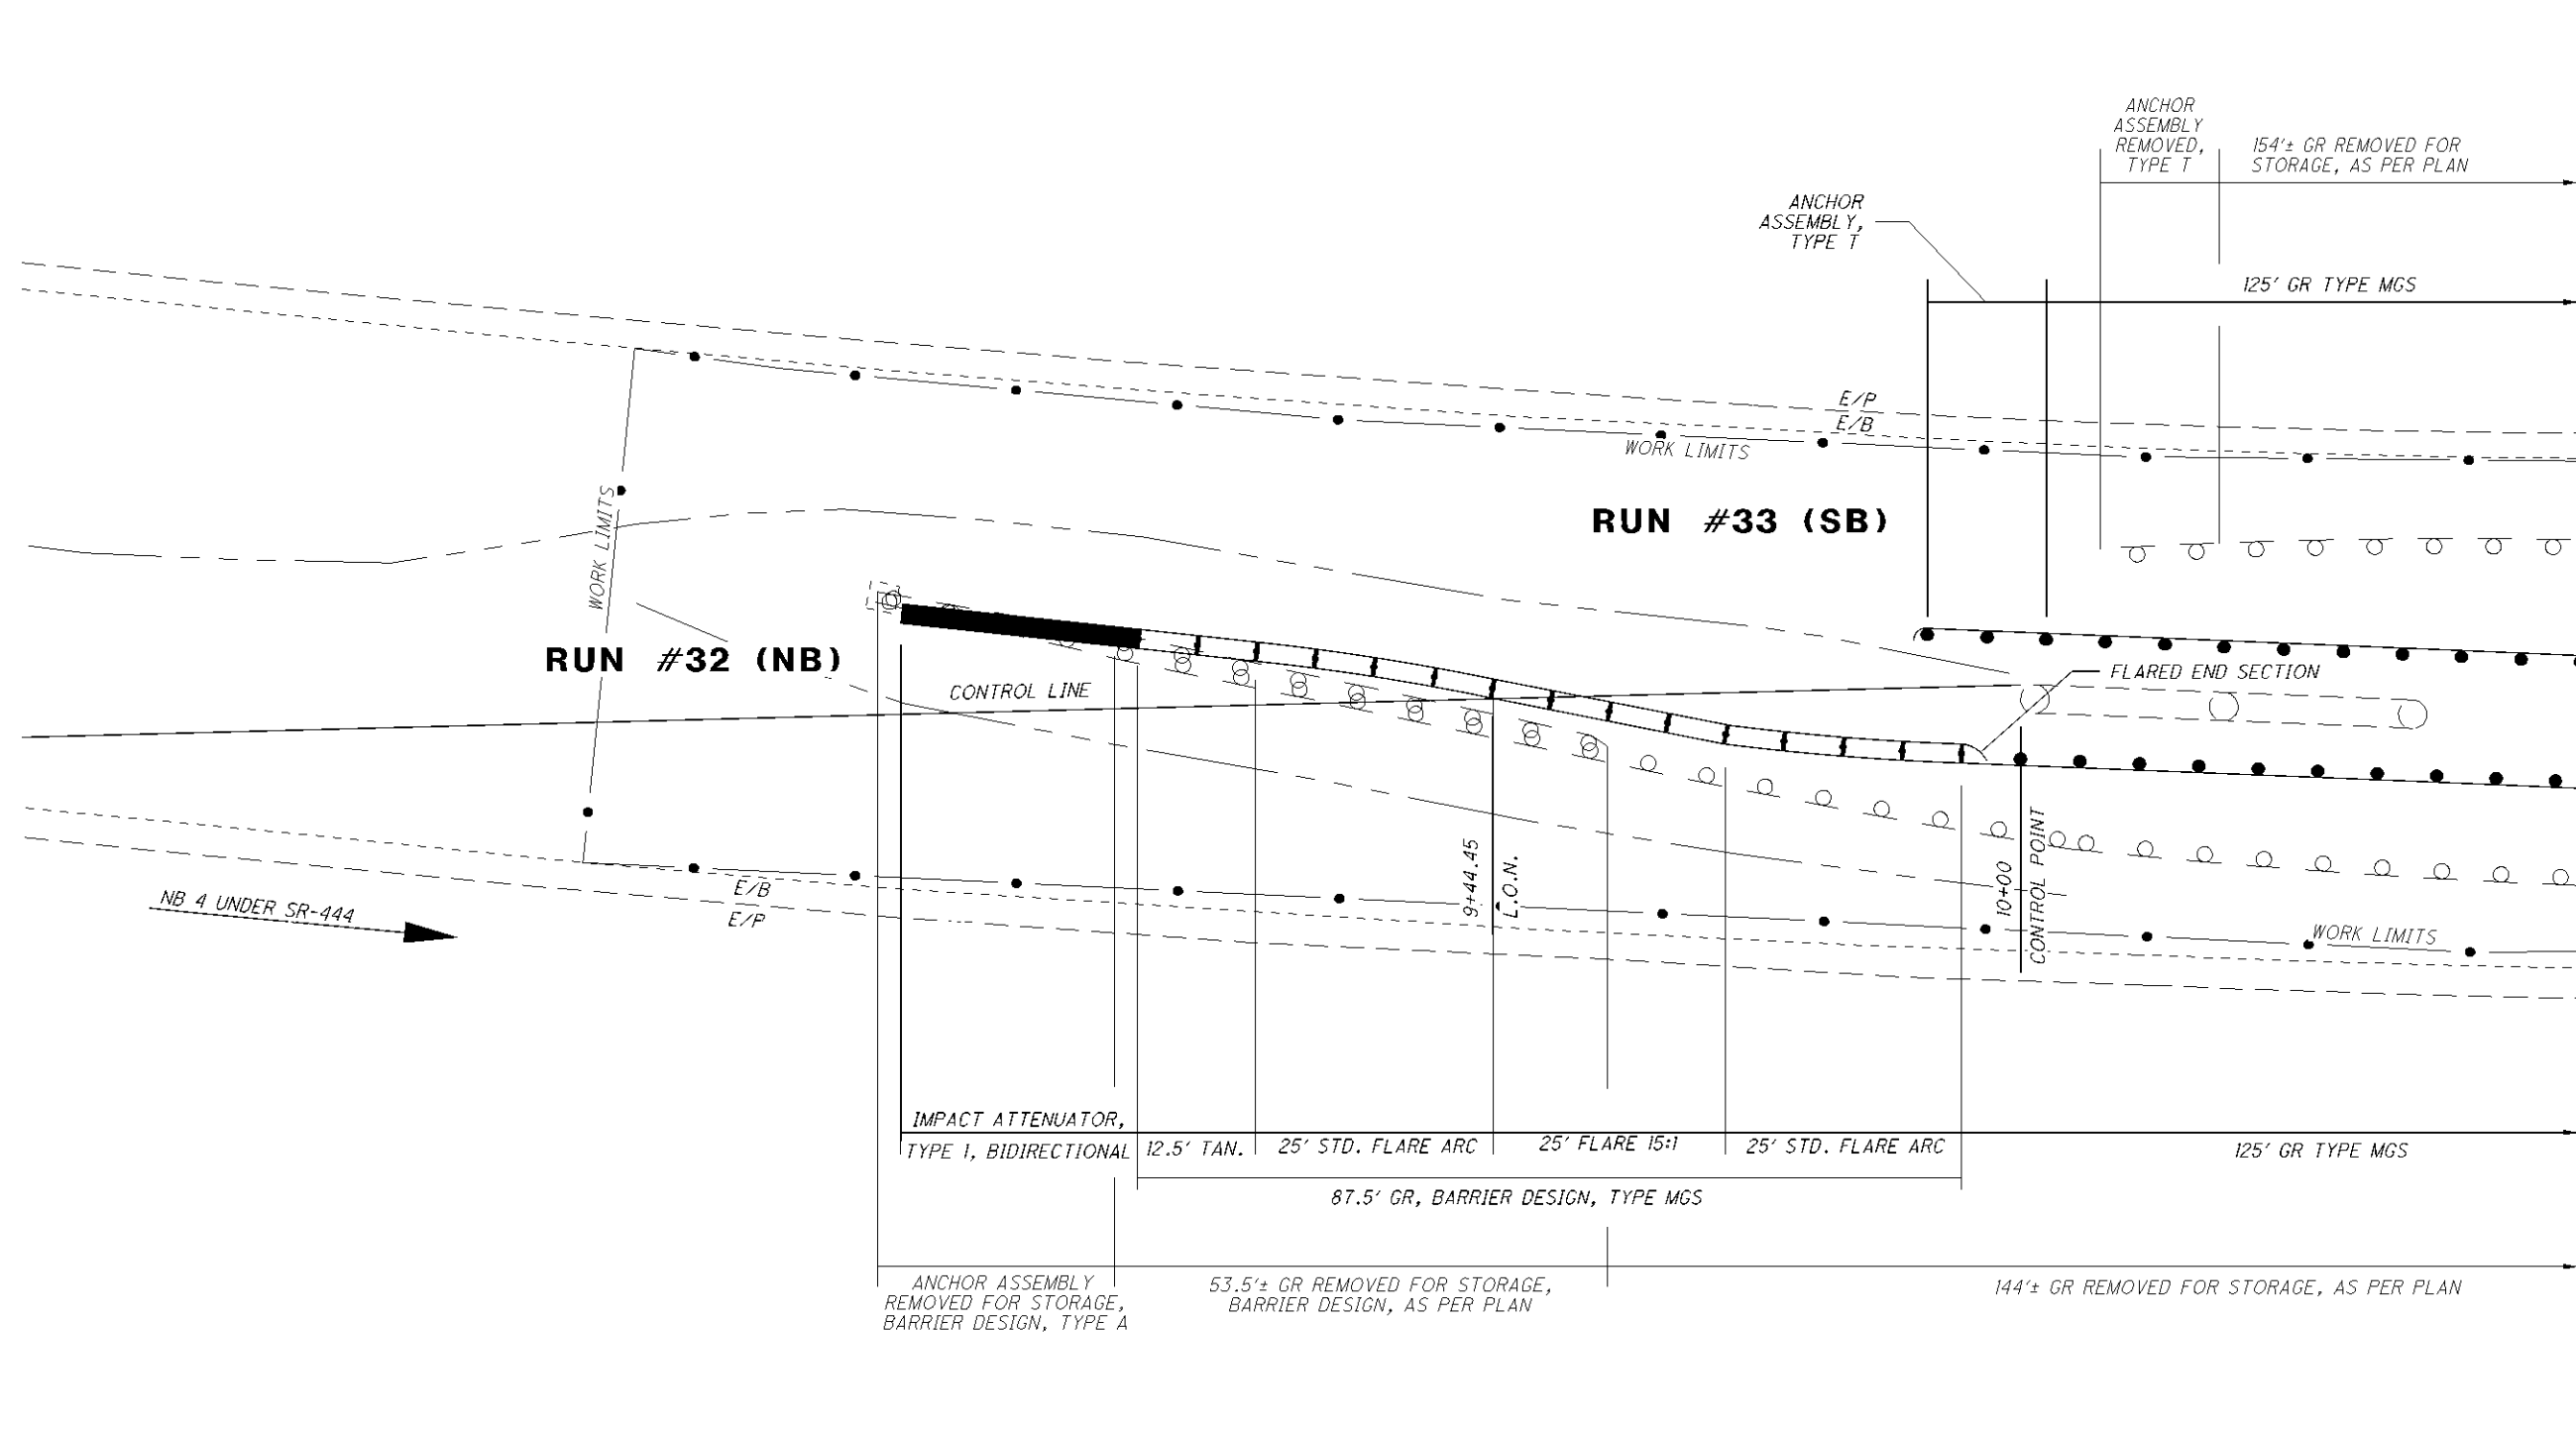 ANCHOR
ASSEMBLY
REMOVED,
TYPE T
154'± GR REMOVED FOR
STORAGE, AS PER PLAN
ANCHOR
ASSEMBLY,
TYPE T
125' GR TYPE MGS
E/P
E/B
WORK LIMITS
WORK LIMITS
RUN #33 (SB)
RUN #32 (NB)
CONTROL LINE
FLARED END SECTION
9+44.45
L.O.N.
10+00
CONTROL POINT
NB 4 UNDER SR-444
E/B
E/P
WORK LIMITS
IMPACT ATTENUATOR,
TYPE 1, BIDIRECTIONAL
12.5' TAN.
25' STD. FLARE ARC
25' FLARE 15:1
25' STD. FLARE ARC
125' GR TYPE MGS
87.5' GR, BARRIER DESIGN, TYPE MGS
ANCHOR ASSEMBLY
REMOVED FOR STORAGE,
BARRIER DESIGN, TYPE A
53.5'± GR REMOVED FOR STORAGE,
BARRIER DESIGN, AS PER PLAN
144'± GR REMOVED FOR STORAGE, AS PER PLAN